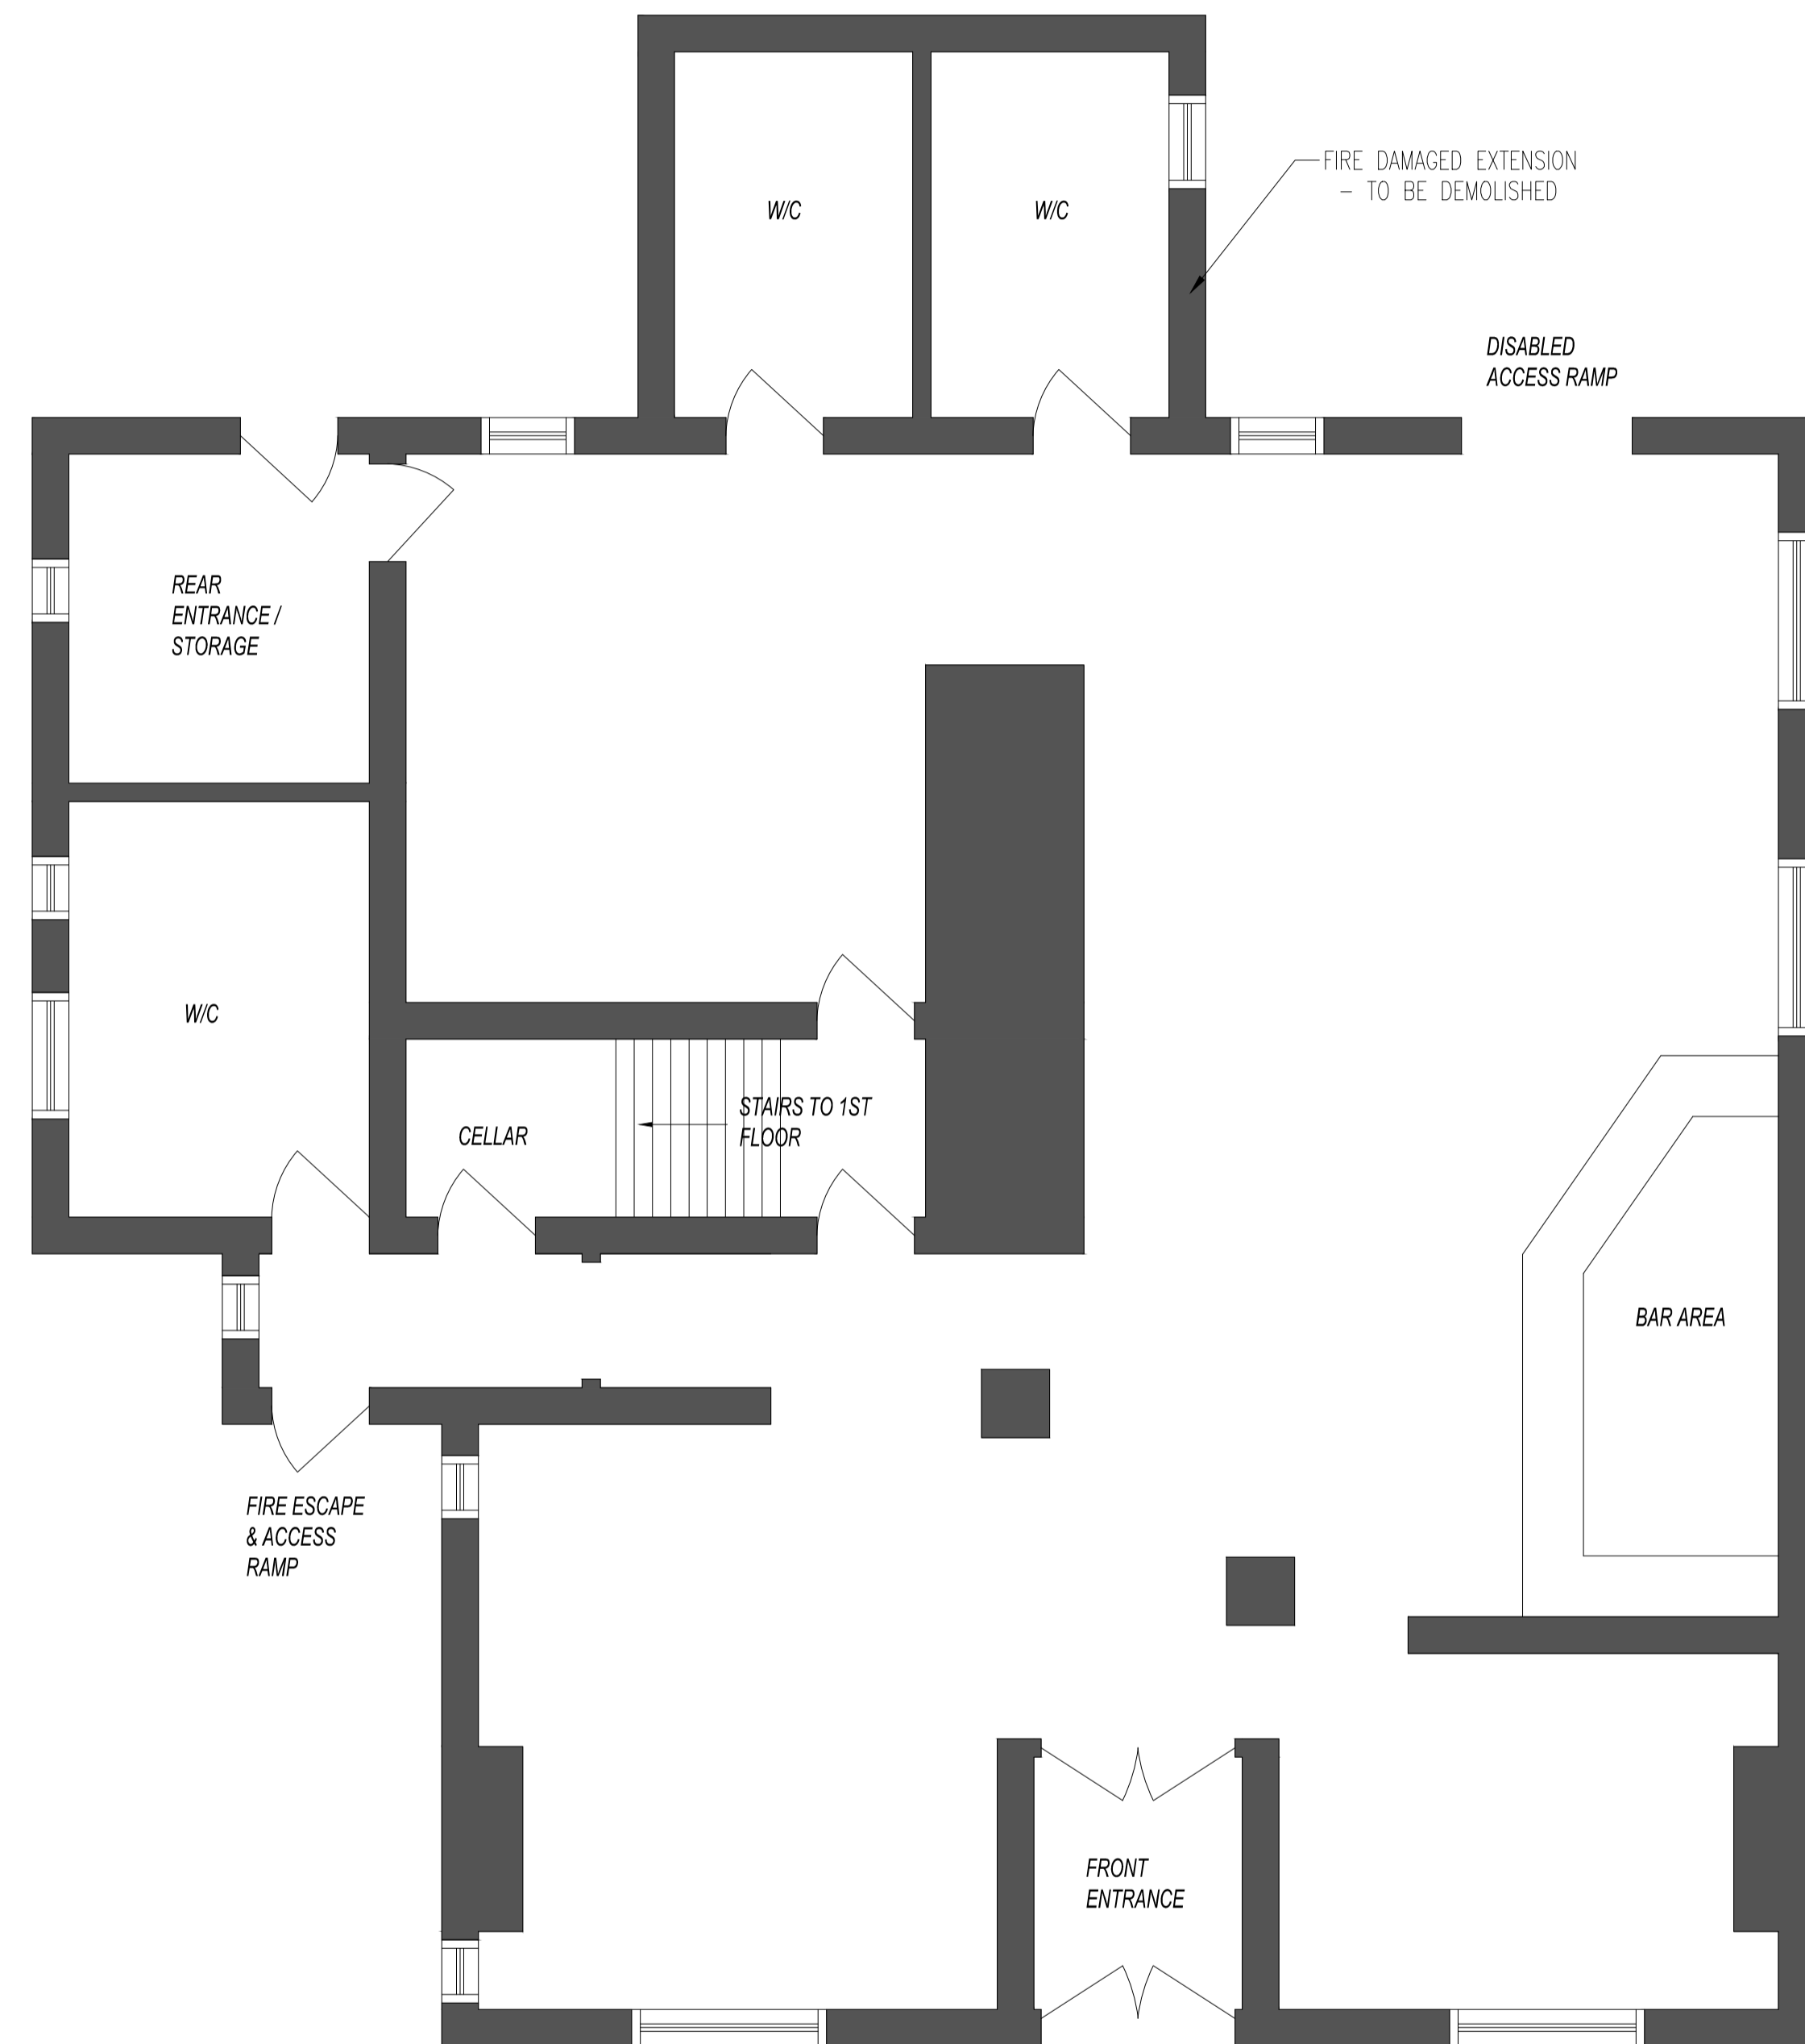 W/C
W/C
FIRE DAMAGED EXTENSION
- TO BE DEMOLISHED
DISABLED
ACCESS RAMP
REAR
ENTRANCE /
STORAGE
W/C
CELLAR
STAIRS TO 1ST
FLOOR
BAR AREA
FIRE ESCAPE
& ACCESS
RAMP
FRONT
ENTRANCE